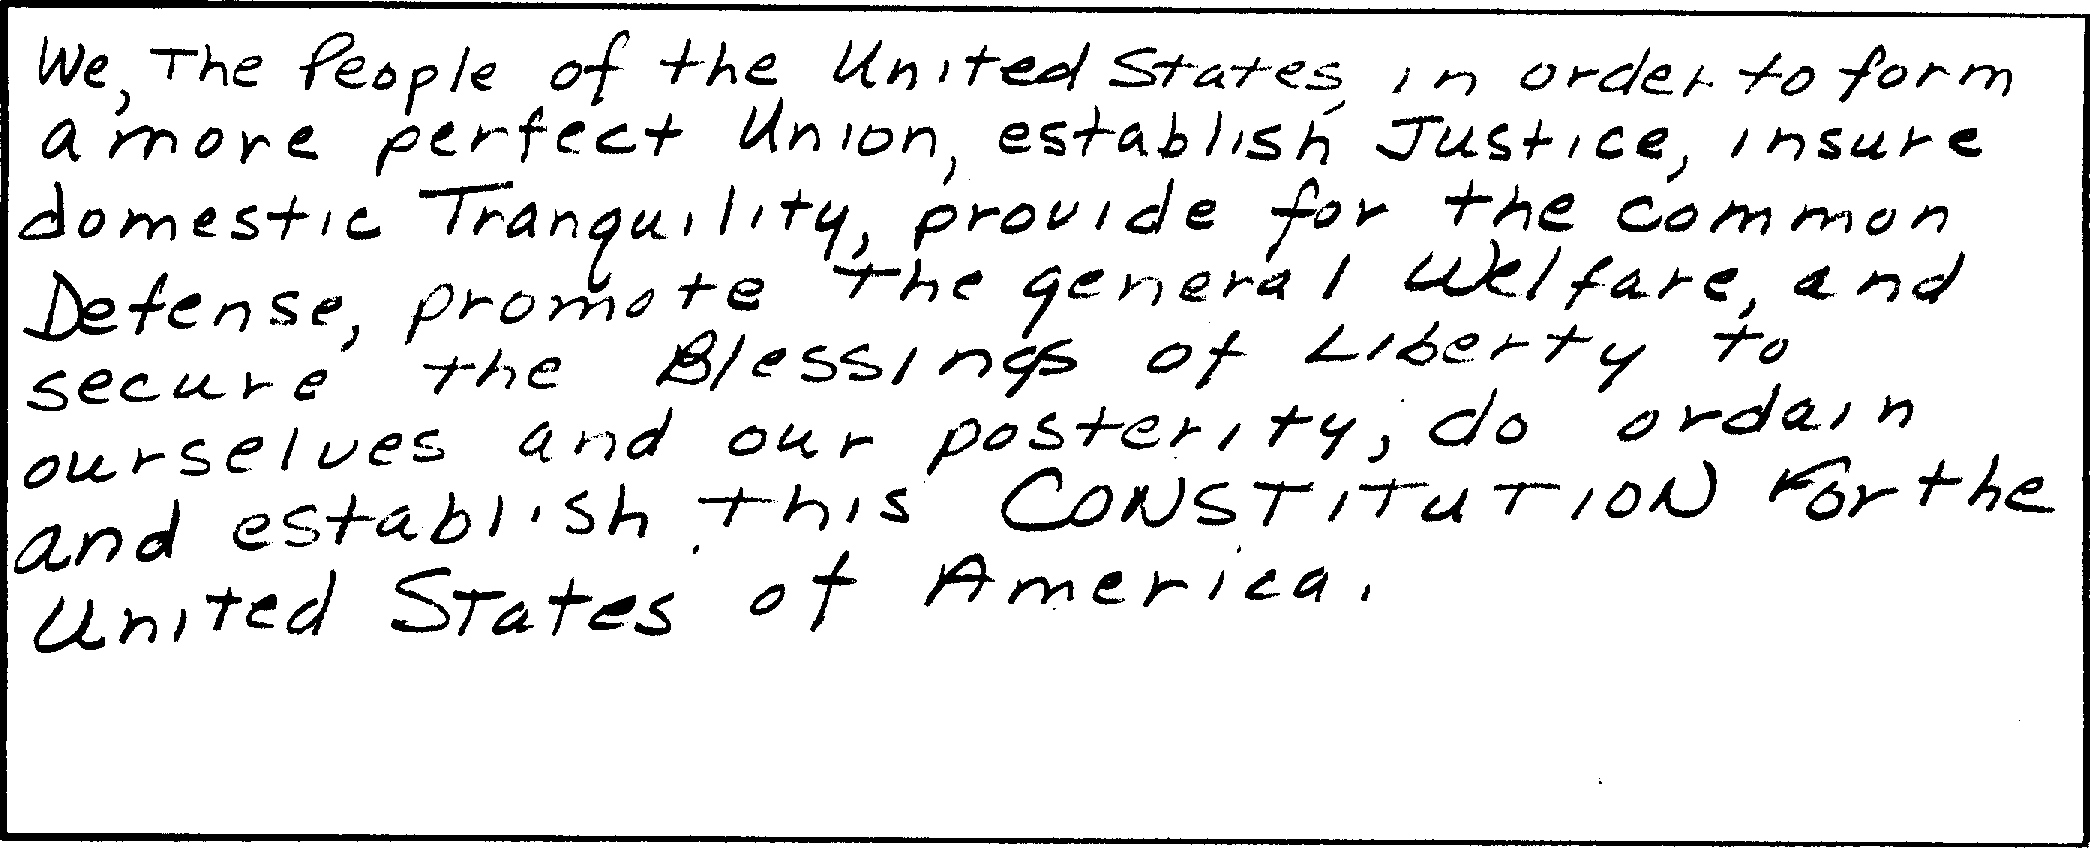 We, The People of the United States, in order to form
a more perfect Union, establish Justice, insure
domestic Tranquility, provide for the common
Defense, promote the general Welfare, and
secure the Blessings of Liberty to
ourselves and our posterity, do ordain
and establish this CONSTITUTION For the
United States of America.